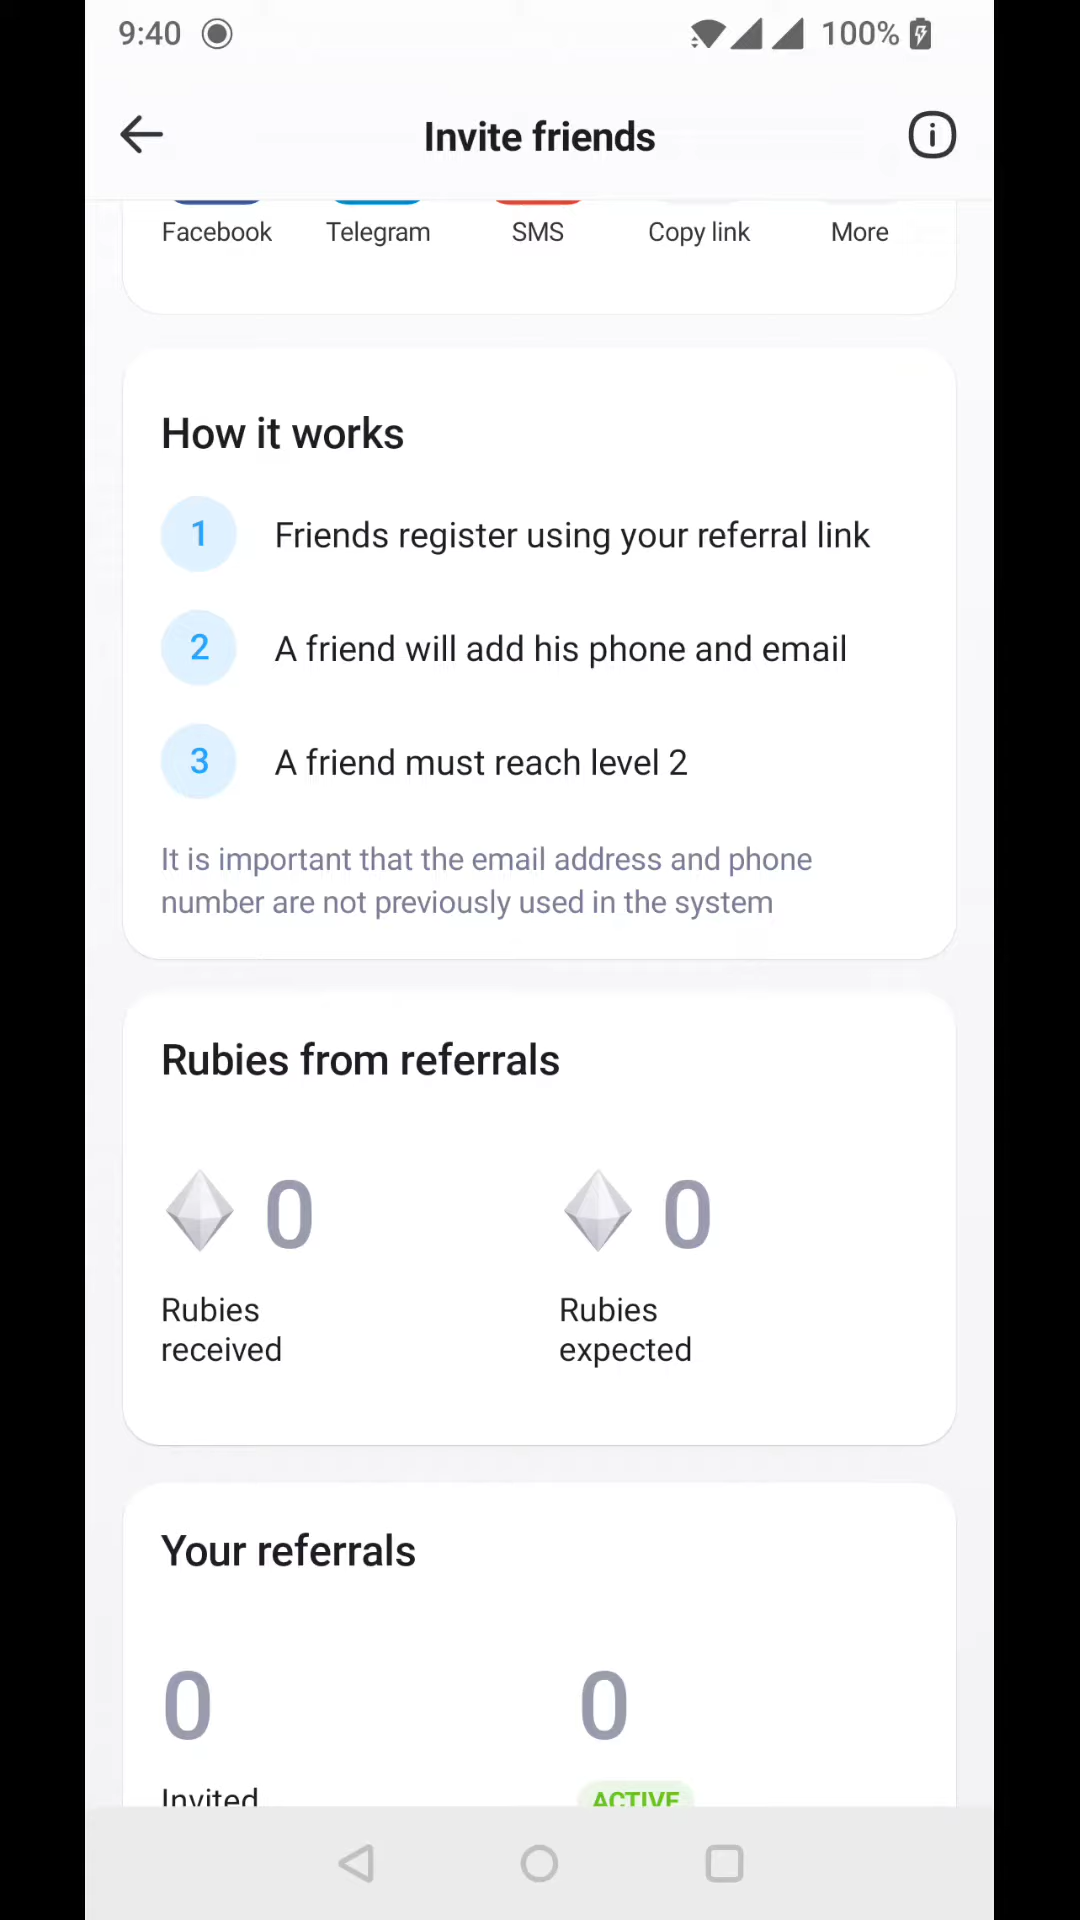 9:40
100%
Invite friends
Facebook
Telegram
SMS
Copy link
More
How it works
1
Friends register using your referral link
2
A friend will add his phone and email
3
A friend must reach level 2
It is important that the email address and phone
number are not previously used in the system
Rubies from referrals
0
0
Rubies
received
Rubies
expected
Your referrals
0
0
Invited
ACTIVE